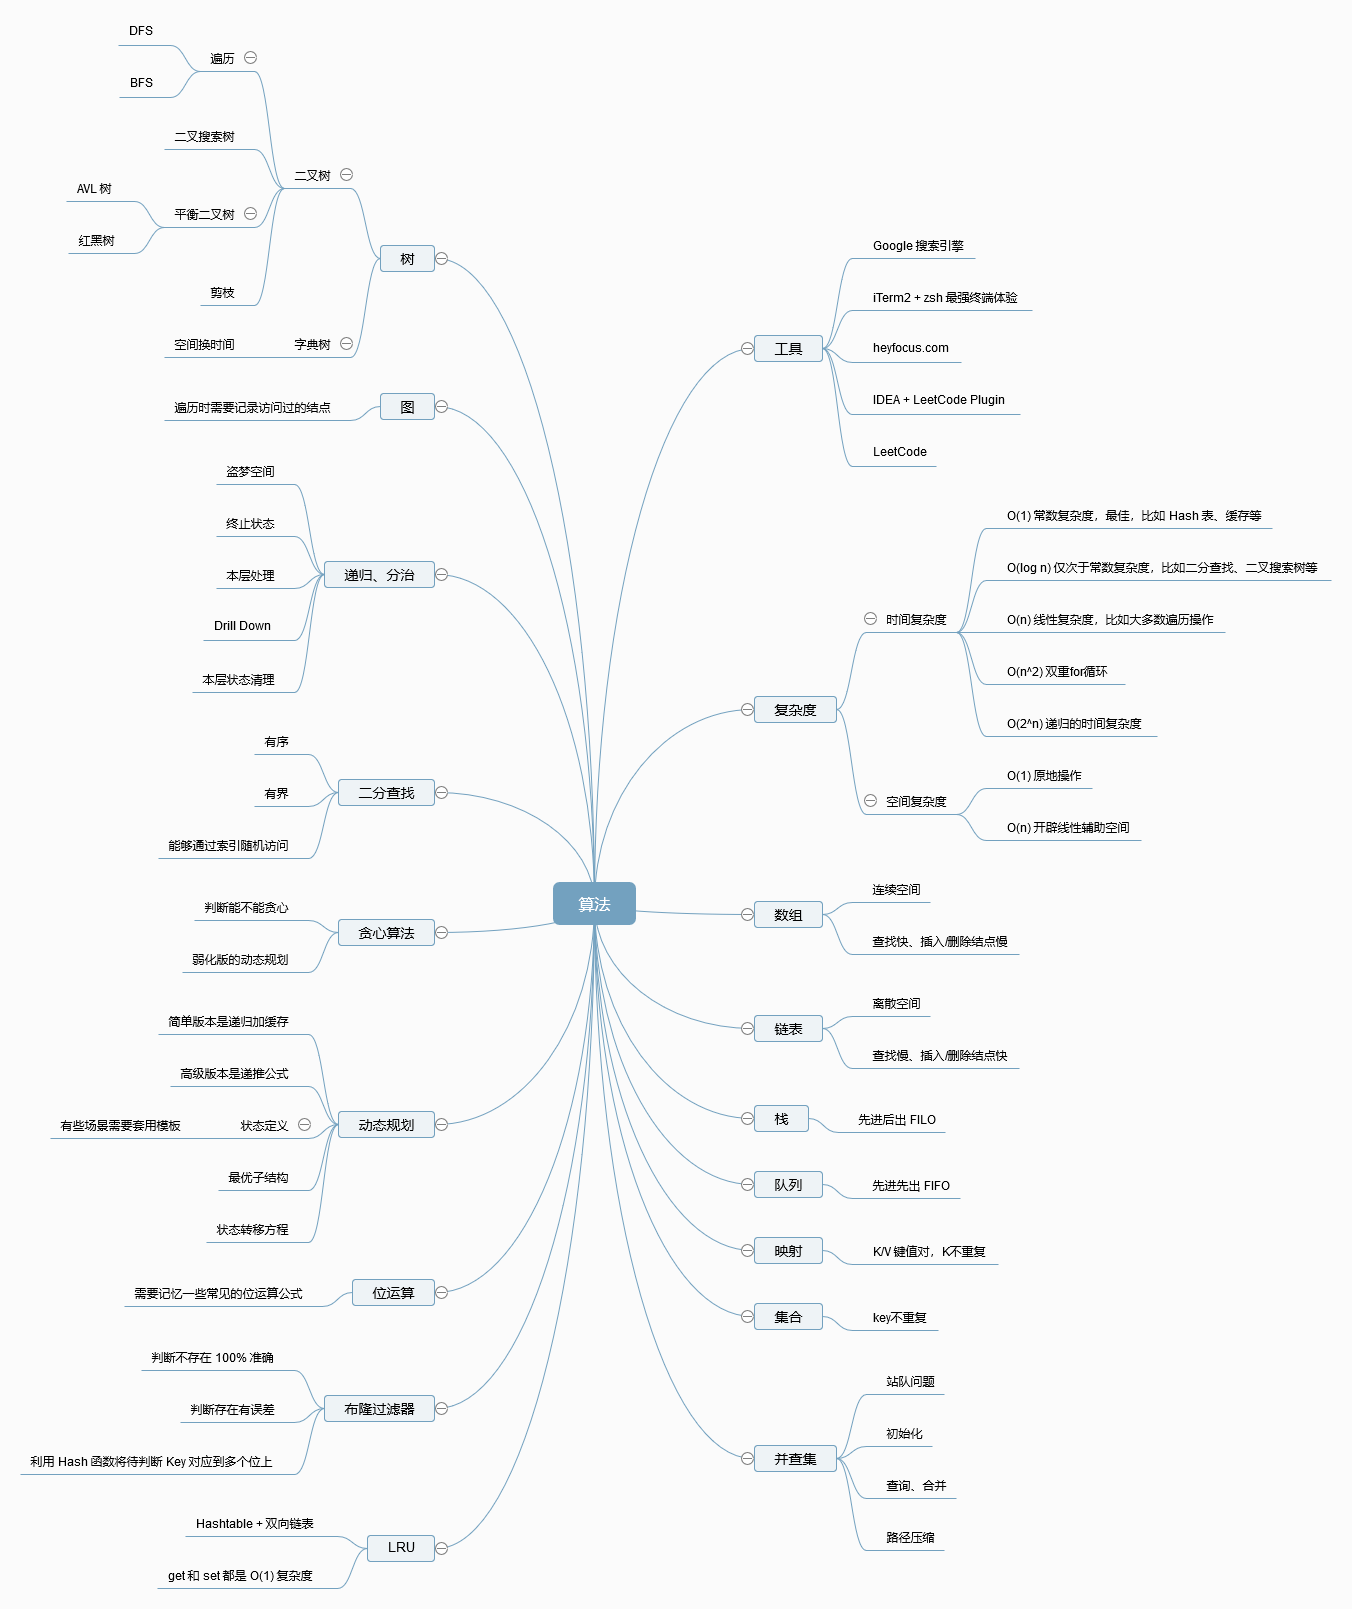 算法
树
二叉树
遍历
DFS
BFS
二叉搜索树
平衡二叉树
AVL 树
红黑树
剪枝
字典树
空间换时间
图
遍历时需要记录访问过的结点
递归、分治
盗梦空间
终止状态
本层处理
Drill Down
本层状态清理
二分查找
有序
有界
能够通过索引随机访问
贪心算法
判断能不能贪心
弱化版的动态规划
动态规划
简单版本是递归加缓存
高级版本是递推公式
状态定义
有些场景需要套用模板
最优子结构
状态转移方程
位运算
需要记忆一些常见的位运算公式
布隆过滤器
判断不存在 100% 准确
判断存在有误差
利用 Hash 函数将待判断 Key 对应到多个位上
LRU
Hashtable + 双向链表
get 和 set 都是 O(1) 复杂度
工具
Google 搜索引擎
iTerm2 + zsh 最强终端体验
heyfocus.com
IDEA + LeetCode Plugin
LeetCode
复杂度
时间复杂度
O(1) 常数复杂度，最佳，比如 Hash 表、缓存等
O(log n) 仅次于常数复杂度，比如二分查找、二叉搜索树等
O(n) 线性复杂度，比如大多数遍历操作
O(n^2) 双重for循环
O(2^n) 递归的时间复杂度
空间复杂度
O(1) 原地操作
O(n) 开辟线性辅助空间
数组
连续空间
查找快、插入/删除结点慢
链表
离散空间
查找慢、插入/删除结点快
栈
先进后出 FILO
队列
先进先出 FIFO
映射
K/V 键值对，K不重复
集合
key不重复
并查集
站队问题
初始化
查询、合并
路径压缩